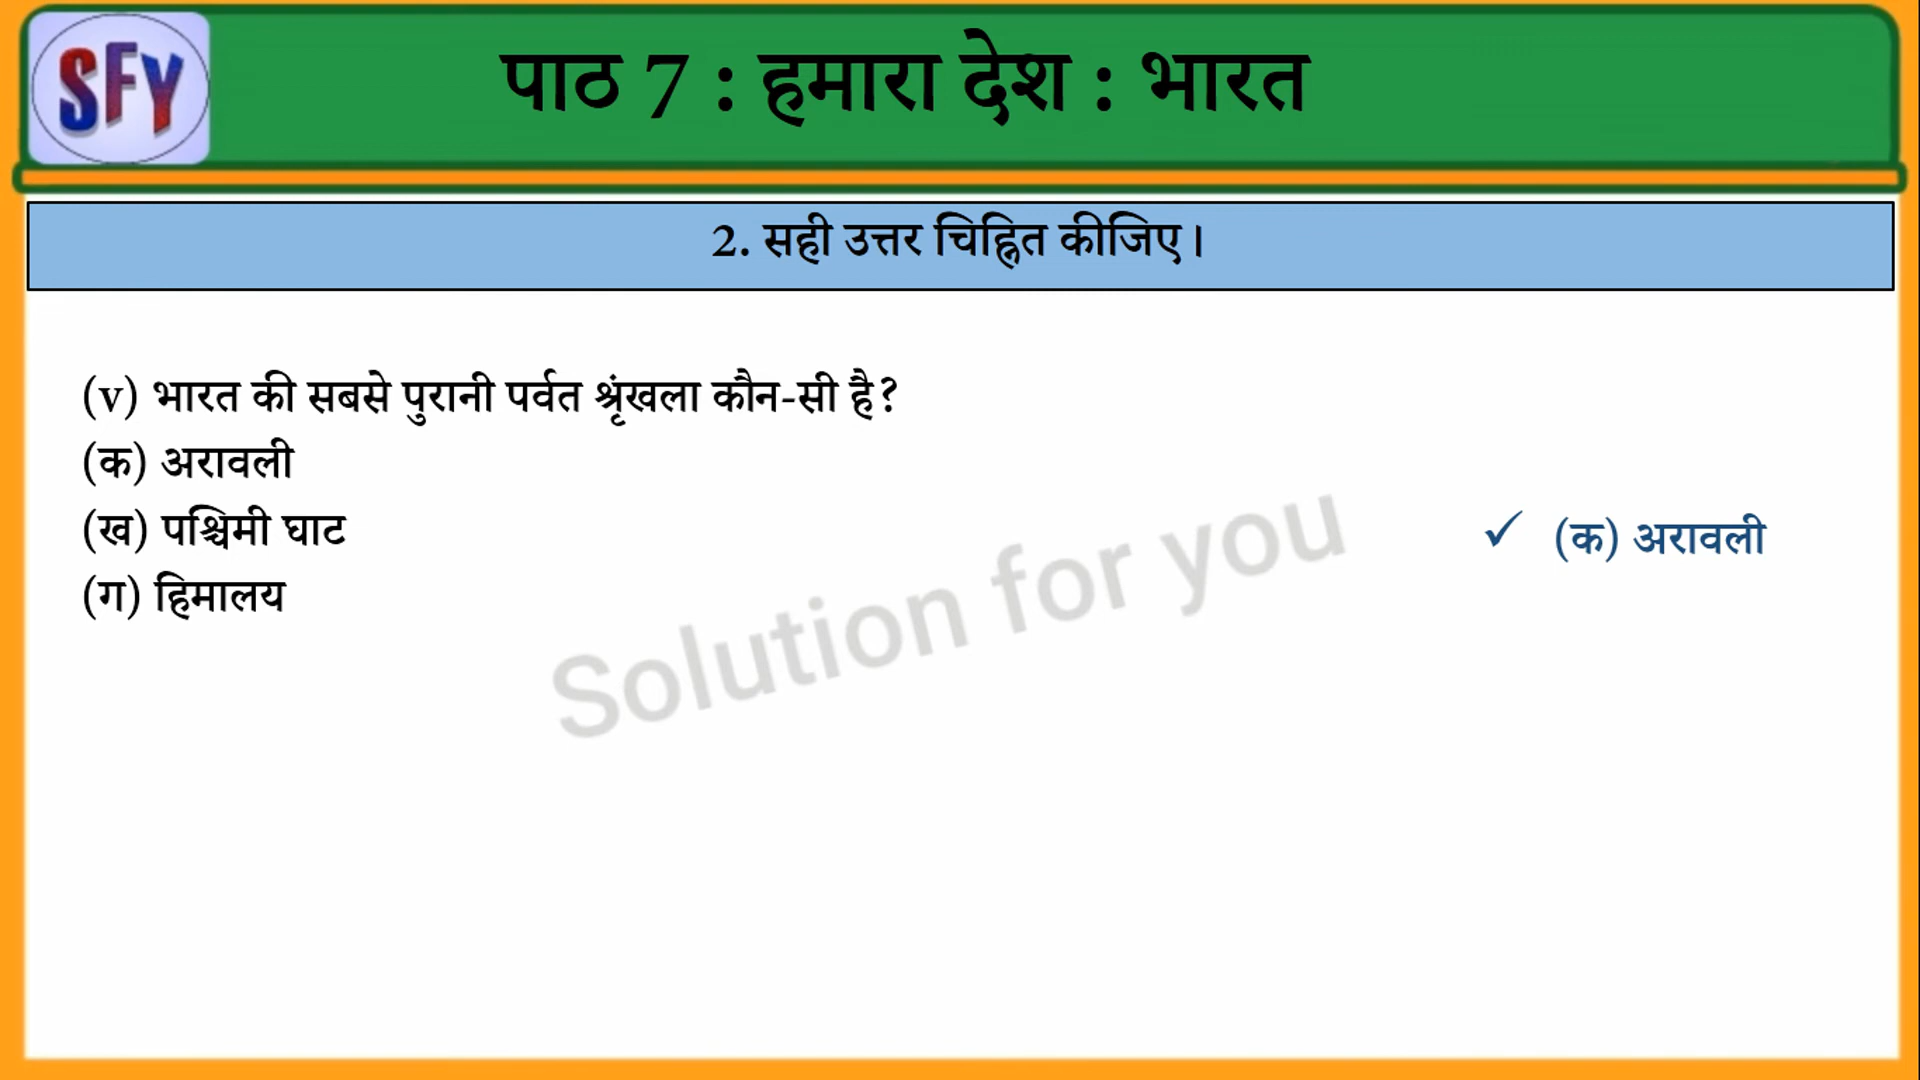 SFY
पाठ 7 : हमारा देश : भारत
2. सही उत्तर चिह्नित कीजिए।
(v) भारत की सबसे पुरानी पर्वत श्रृंखला कौन-सी है?
(क) अरावली
(ख) पश्चिमी घाट
(ग) हिमालय
✓ (क) अरावली
Solution for you